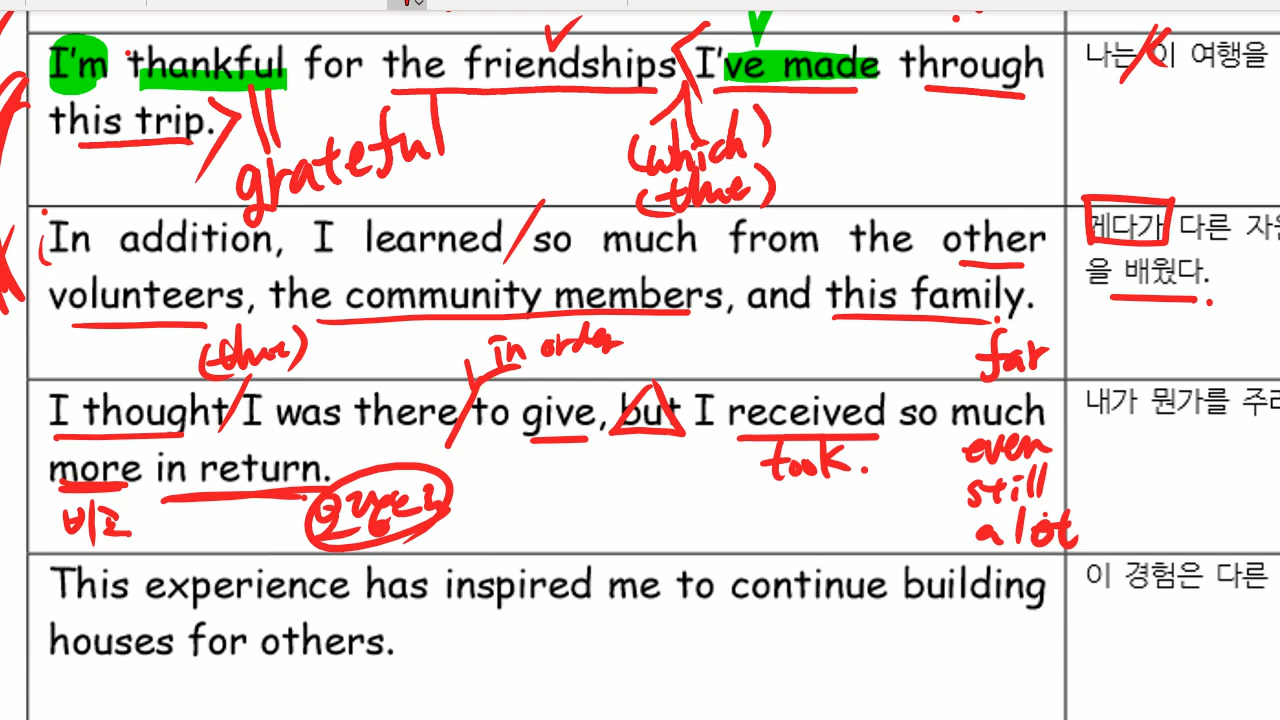 I'm thankful for the friendships I've made through
this trip.
grateful
(which)
(that)
나는 이 여행을
In addition, I learned so much from the other
volunteers, the community members, and this family.
게다가 다른 자원
을 배웠다.
(that)
in order
far
I thought I was there to give, but I received so much
more in return.
took.
even
still
a lot
비교
내가 뭔가를 주려
This experience has inspired me to continue building
houses for others.
이 경험은 다른